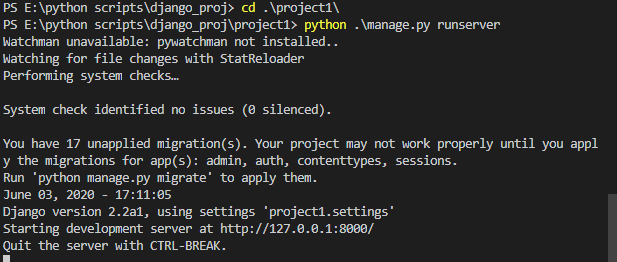 PS E:\python scripts\django_proj> cd .\project1\
PS E:\python scripts\django_proj\project1> python .\manage.py runserver
Watchman unavailable: pywatchman not installed..
Watching for file changes with StatReloader
Performing system checks…
System check identified no issues (0 silenced).
You have 17 unapplied migration(s). Your project may not work properly until you appl
y the migrations for app(s): admin, auth, contenttypes, sessions.
Run 'python manage.py migrate' to apply them.
June 03, 2020 - 17:11:05
Django version 2.2a1, using settings 'project1.settings'
Starting development server at http://127.0.0.1:8000/
Quit the server with CTRL-BREAK.